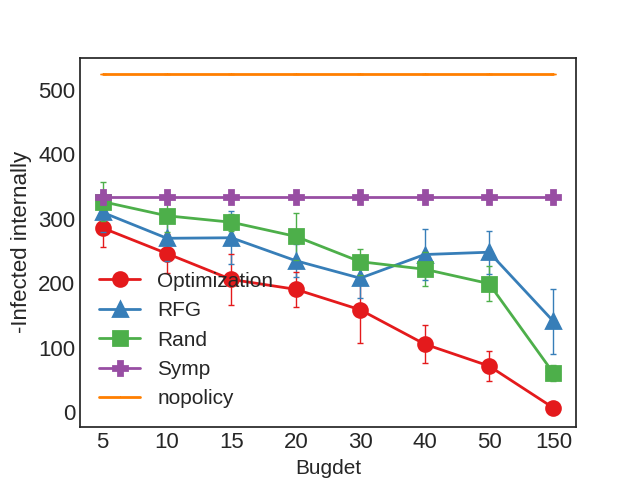 -Infected internally
500
400
300
200
100
0
Optimization
RFG
Rand
Symp
nopolicy
5 10 15 20 30 40 50 150
Bugdet